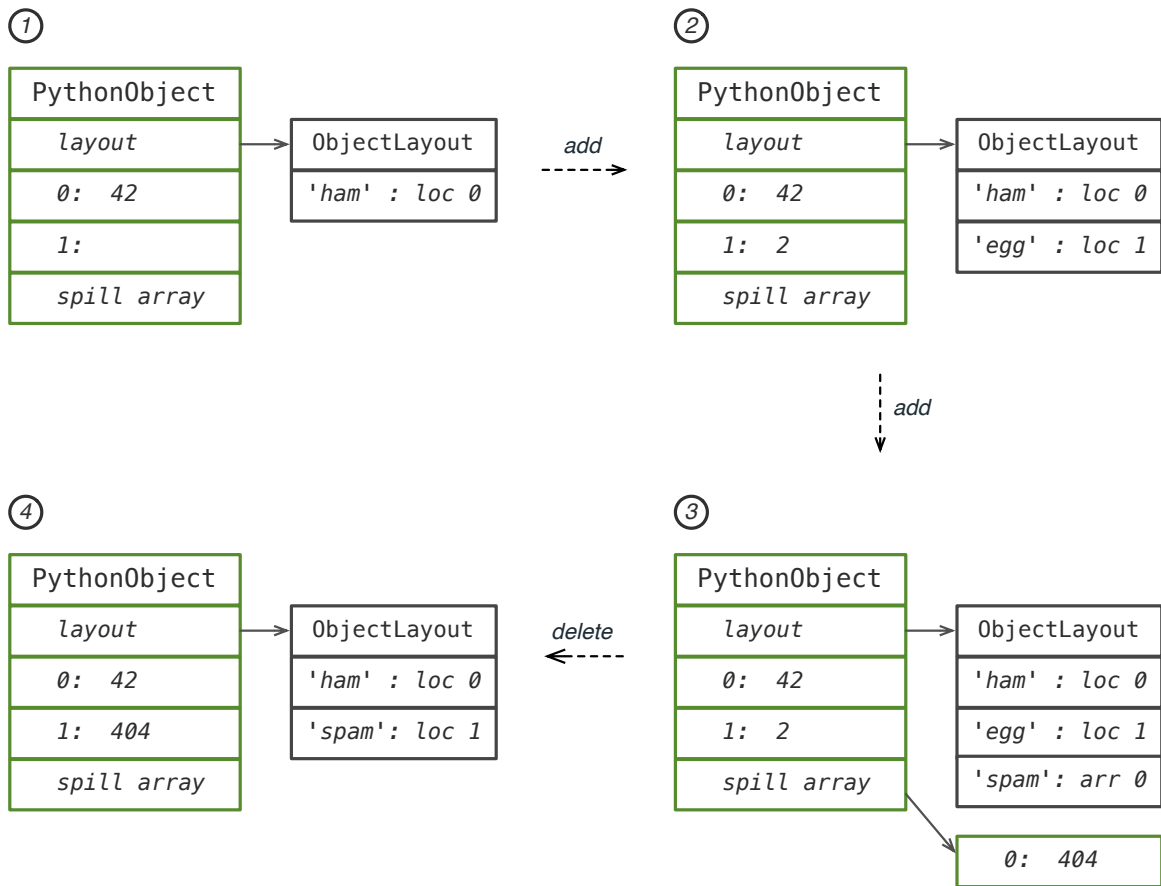 1
PythonObject
layout
0: 42
1:
spill array
ObjectLayout
'ham' : loc 0
add
2
PythonObject
layout
0: 42
1: 2
spill array
ObjectLayout
'ham' : loc 0
'egg' : loc 1
add
3
PythonObject
layout
0: 42
1: 2
spill array
ObjectLayout
'ham' : loc 0
'egg' : loc 1
'spam': arr 0
0: 404
delete
4
PythonObject
layout
0: 42
1: 404
spill array
ObjectLayout
'ham' : loc 0
'spam': loc 1